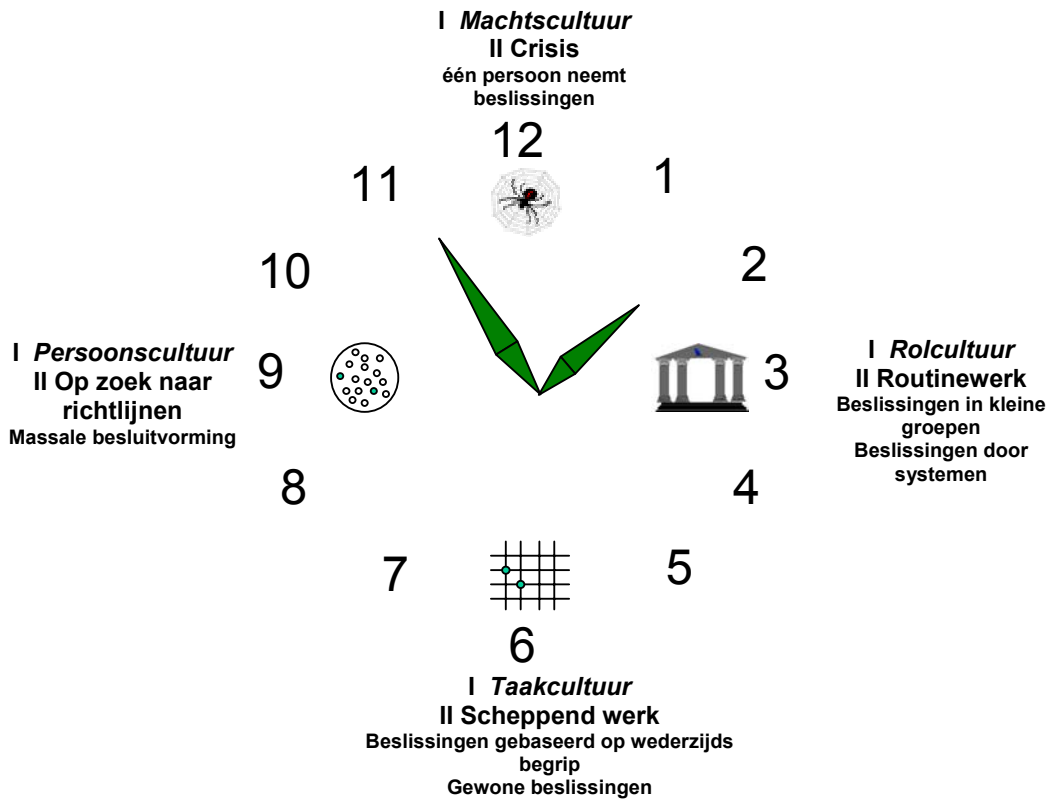 I Machtscultuur
II Crisis
één persoon neemt
beslissingen
12
11
1
10
2
I Persoonscultuur
II Op zoek naar
richtlijnen
Massale besluitvorming
9
3
I Rolcultuur
II Routinewerk
Beslissingen in kleine
groepen
Beslissingen door
systemen
8
4
7
5
6
I Taakcultuur
II Scheppend werk
Beslissingen gebaseerd op wederzijds
begrip
Gewone beslissingen